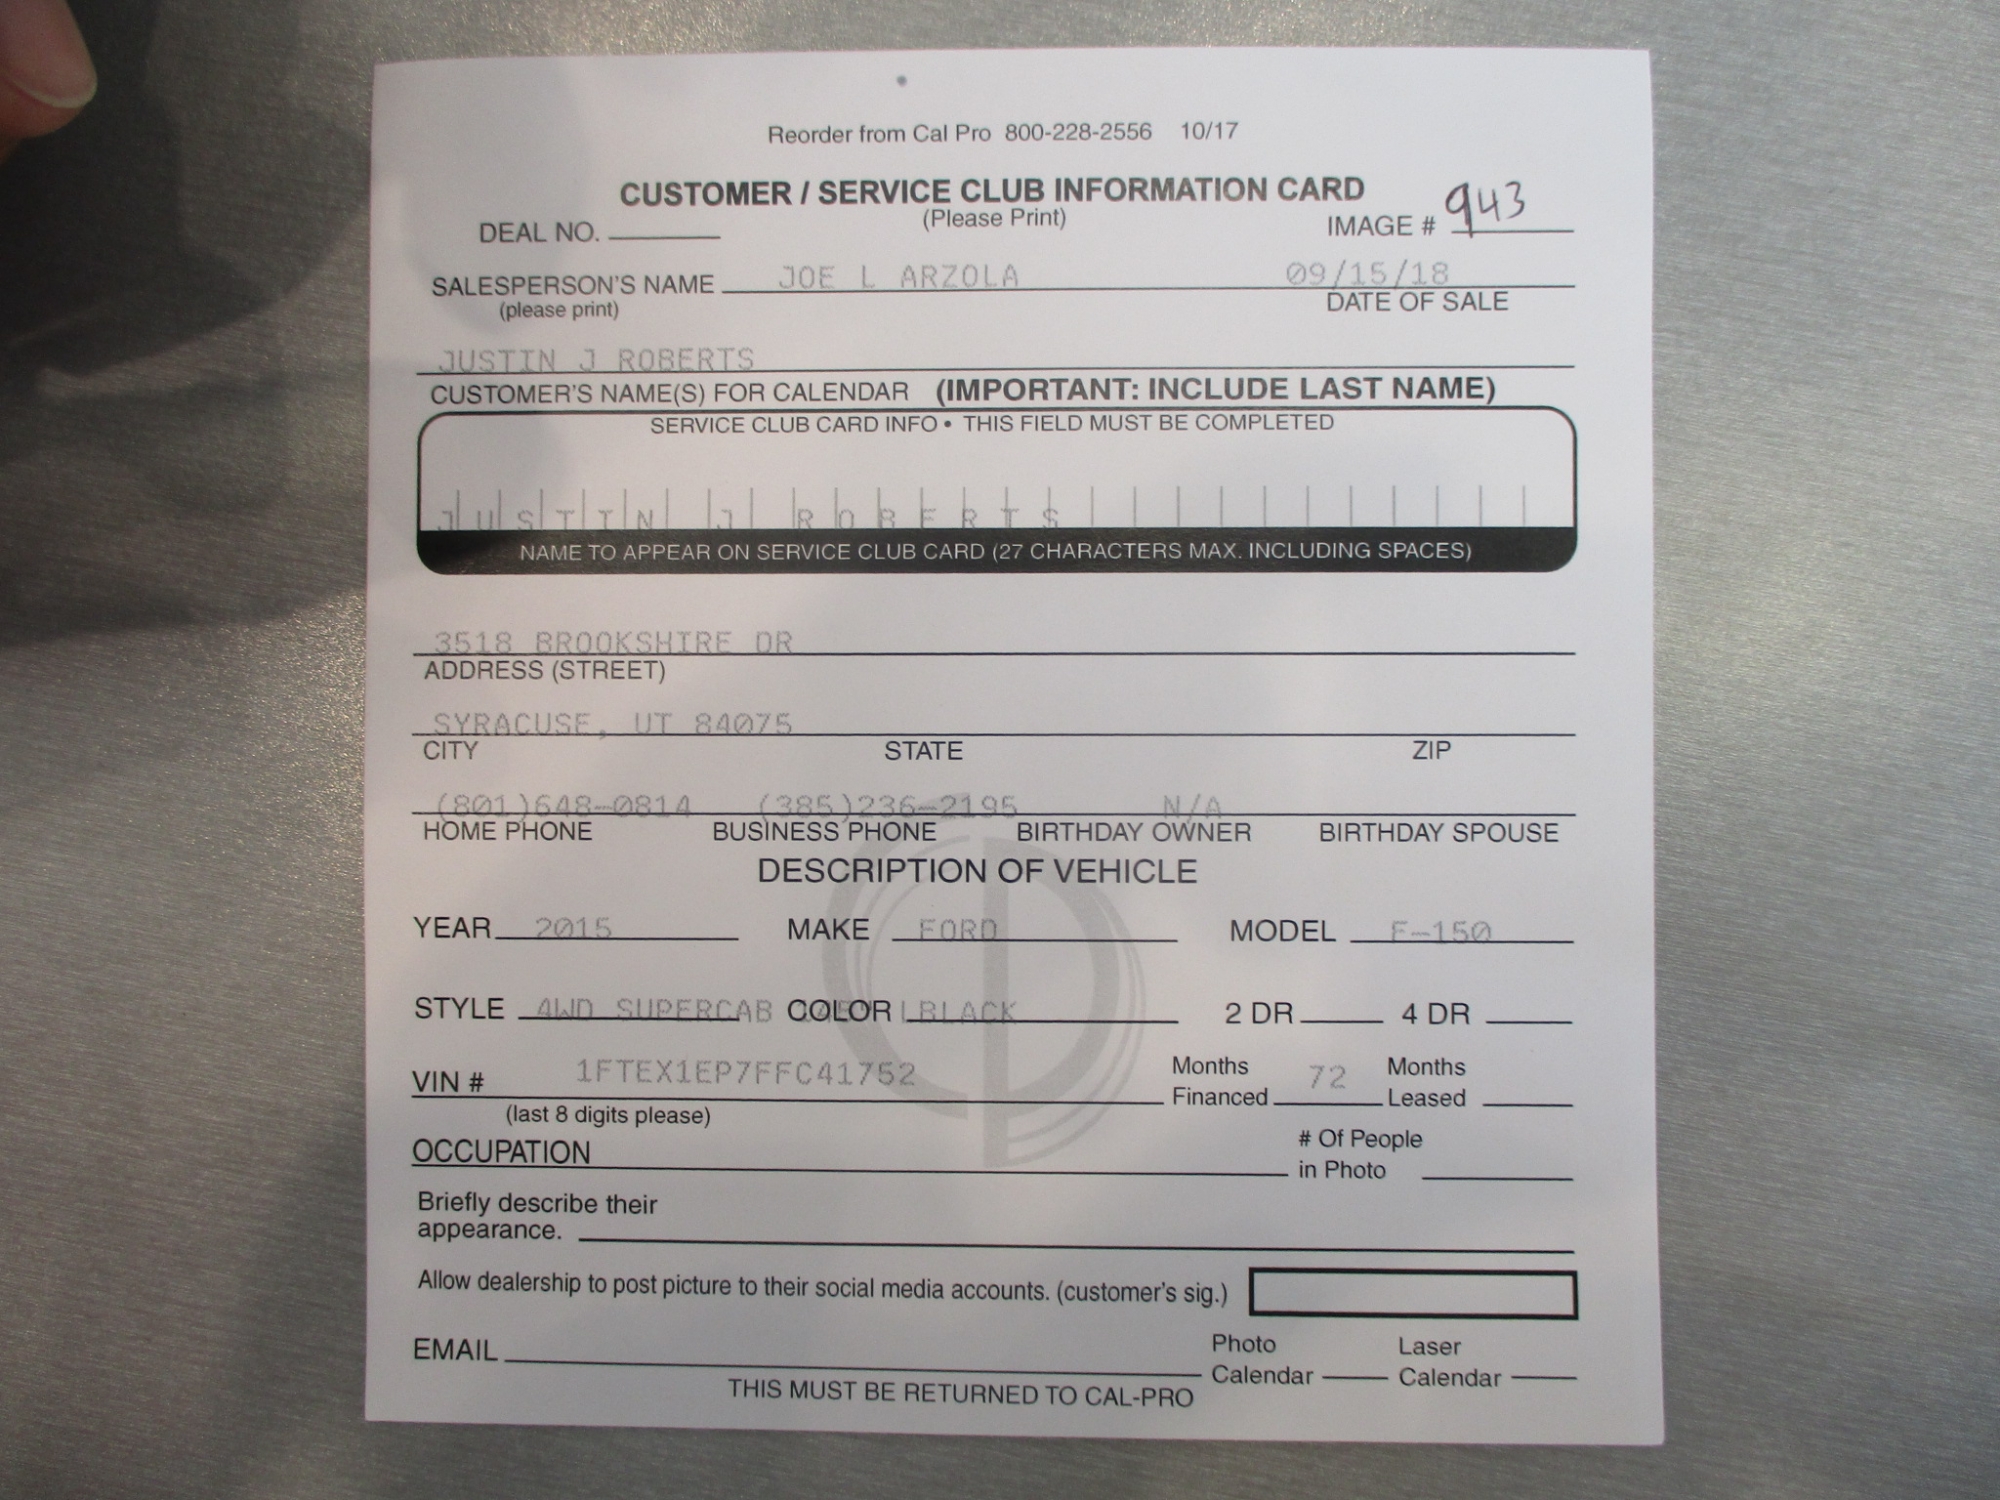 Reorder from Cal Pro 800-228-2556 10/17
CUSTOMER / SERVICE CLUB INFORMATION CARD
(Please Print)
DEAL NO. IMAGE # 943
SALESPERSON'S NAME JOE L ARZOLA 09/15/18
(please print) DATE OF SALE
JUSTIN J ROBERTS
CUSTOMER'S NAME(S) FOR CALENDAR (IMPORTANT: INCLUDE LAST NAME)
SERVICE CLUB CARD INFO • THIS FIELD MUST BE COMPLETED
JUSTIN J ROBERTS
NAME TO APPEAR ON SERVICE CLUB CARD (27 CHARACTERS MAX. INCLUDING SPACES)
3518 BROOKSHIRE DR
ADDRESS (STREET)
SYRACUSE, UT 84075
CITY STATE ZIP
(801)648-0814 (385)236-2195 N/A
HOME PHONE BUSINESS PHONE BIRTHDAY OWNER BIRTHDAY SPOUSE
DESCRIPTION OF VEHICLE
YEAR 2015 MAKE FORD MODEL F-150
STYLE 4WD SUPERCAB COLOR BLACK 2 DR 4 DR
VIN # 1FTEX1EP7FFC41752 Months Financed 72 Months Leased
(last 8 digits please)
OCCUPATION # Of People in Photo
Briefly describe their
appearance.
Allow dealership to post picture to their social media accounts. (customer's sig.)
EMAIL Photo Calendar Laser Calendar
THIS MUST BE RETURNED TO CAL-PRO